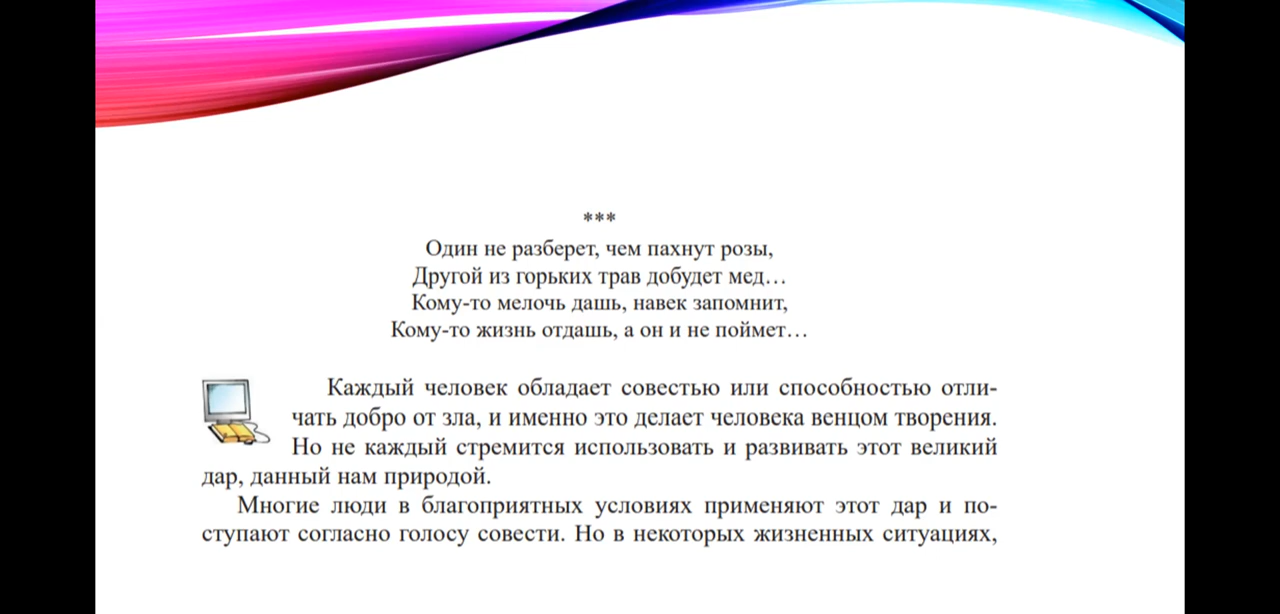 ***
Один не разберет, чем пахнут розы,
Другой из горьких трав добудет мед…
Кому-то мелочь дашь, навек запомнит,
Кому-то жизнь отдашь, а он и не поймет…
Каждый человек обладает совестью или способностью отли-
чать добро от зла, и именно это делает человека венцом творения.
Но не каждый стремится использовать и развивать этот великий
дар, данный нам природой.
Многие люди в благоприятных условиях применяют этот дар и по-
ступают согласно голосу совести. Но в некоторых жизненных ситуациях,